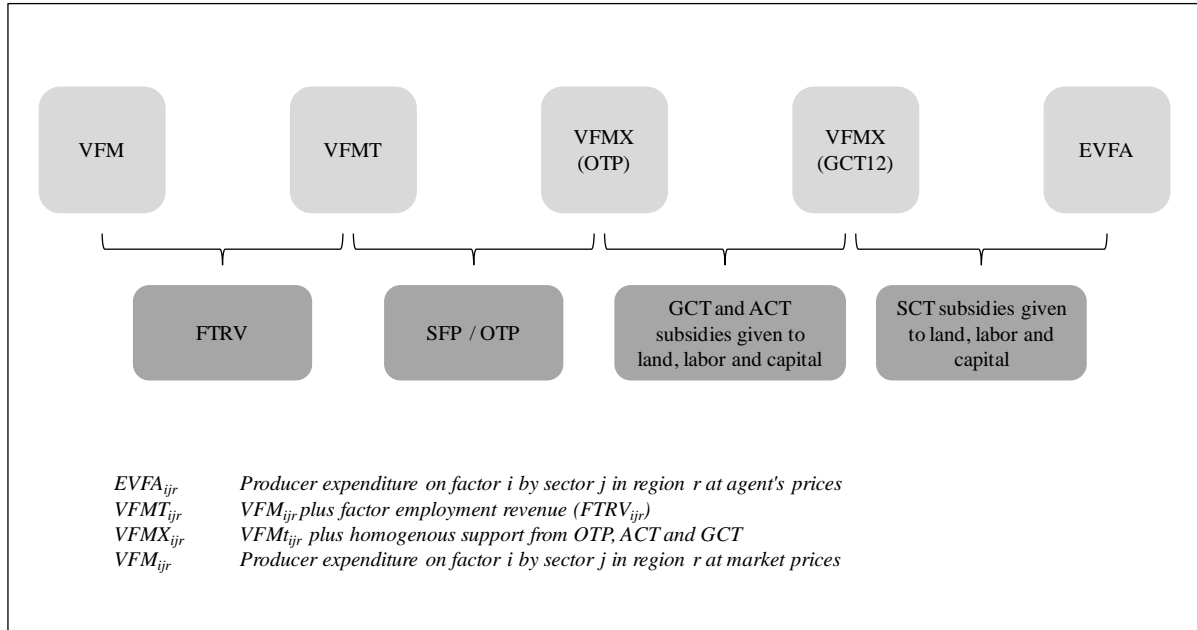 VFM
VFMT
VFMX
(OTP)
VFMX
(GCT12)
EVFA
FTRV
SFP / OTP
GCT and ACT
subsidies given to
land, labor and capital
SCT subsidies given
to land, labor and
capital
EVFAijr Producer expenditure on factor i by sector j in region r at agent's prices
VFMTijr VFMijr plus factor employment revenue (FTRVijr)
VFMXijr VFMtijr plus homogenous support from OTP, ACT and GCT
VFMijr Producer expenditure on factor i by sector j in region r at market prices